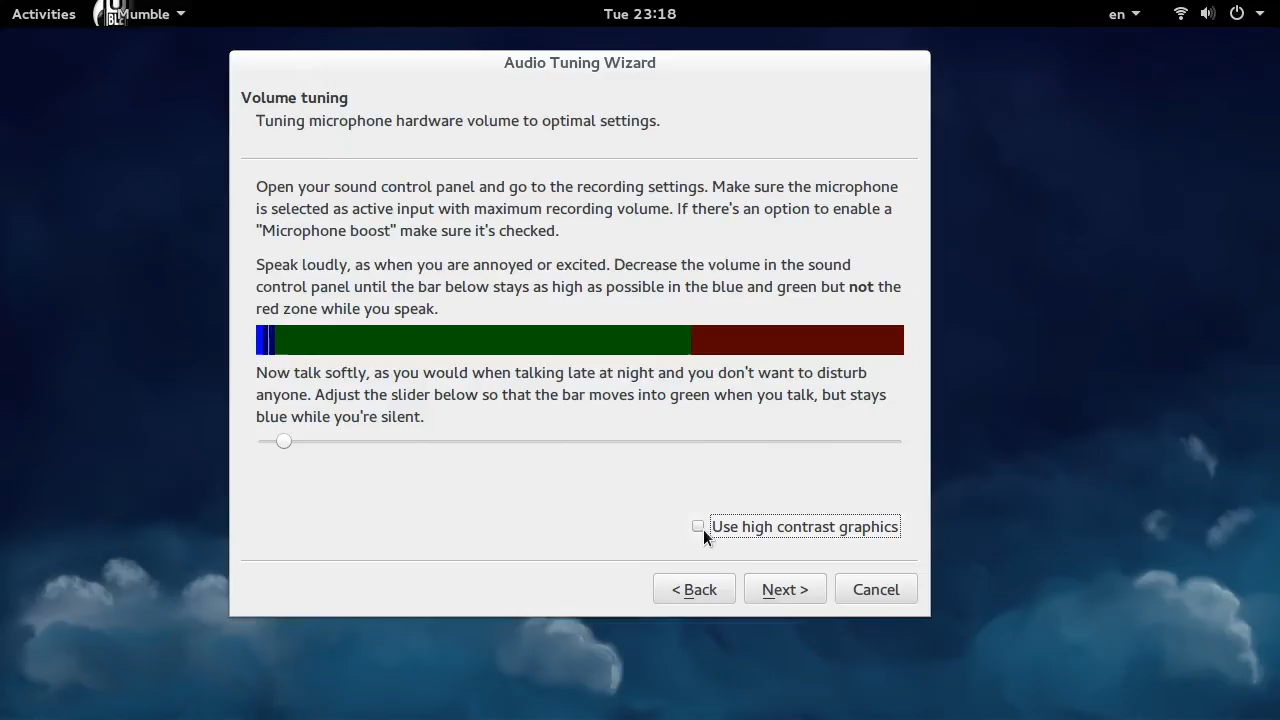 Activities Mumble Tue 23:18 en
Audio Tuning Wizard
Volume tuning
Tuning microphone hardware volume to optimal settings.
Open your sound control panel and go to the recording settings. Make sure the microphone
is selected as active input with maximum recording volume. If there's an option to enable a
"Microphone boost" make sure it's checked.
Speak loudly, as when you are annoyed or excited. Decrease the volume in the sound
control panel until the bar below stays as high as possible in the blue and green but not the
red zone while you speak.
Now talk softly, as you would when talking late at night and you don't want to disturb
anyone. Adjust the slider below so that the bar moves into green when you talk, but stays
blue while you're silent.
Use high contrast graphics
< Back Next > Cancel